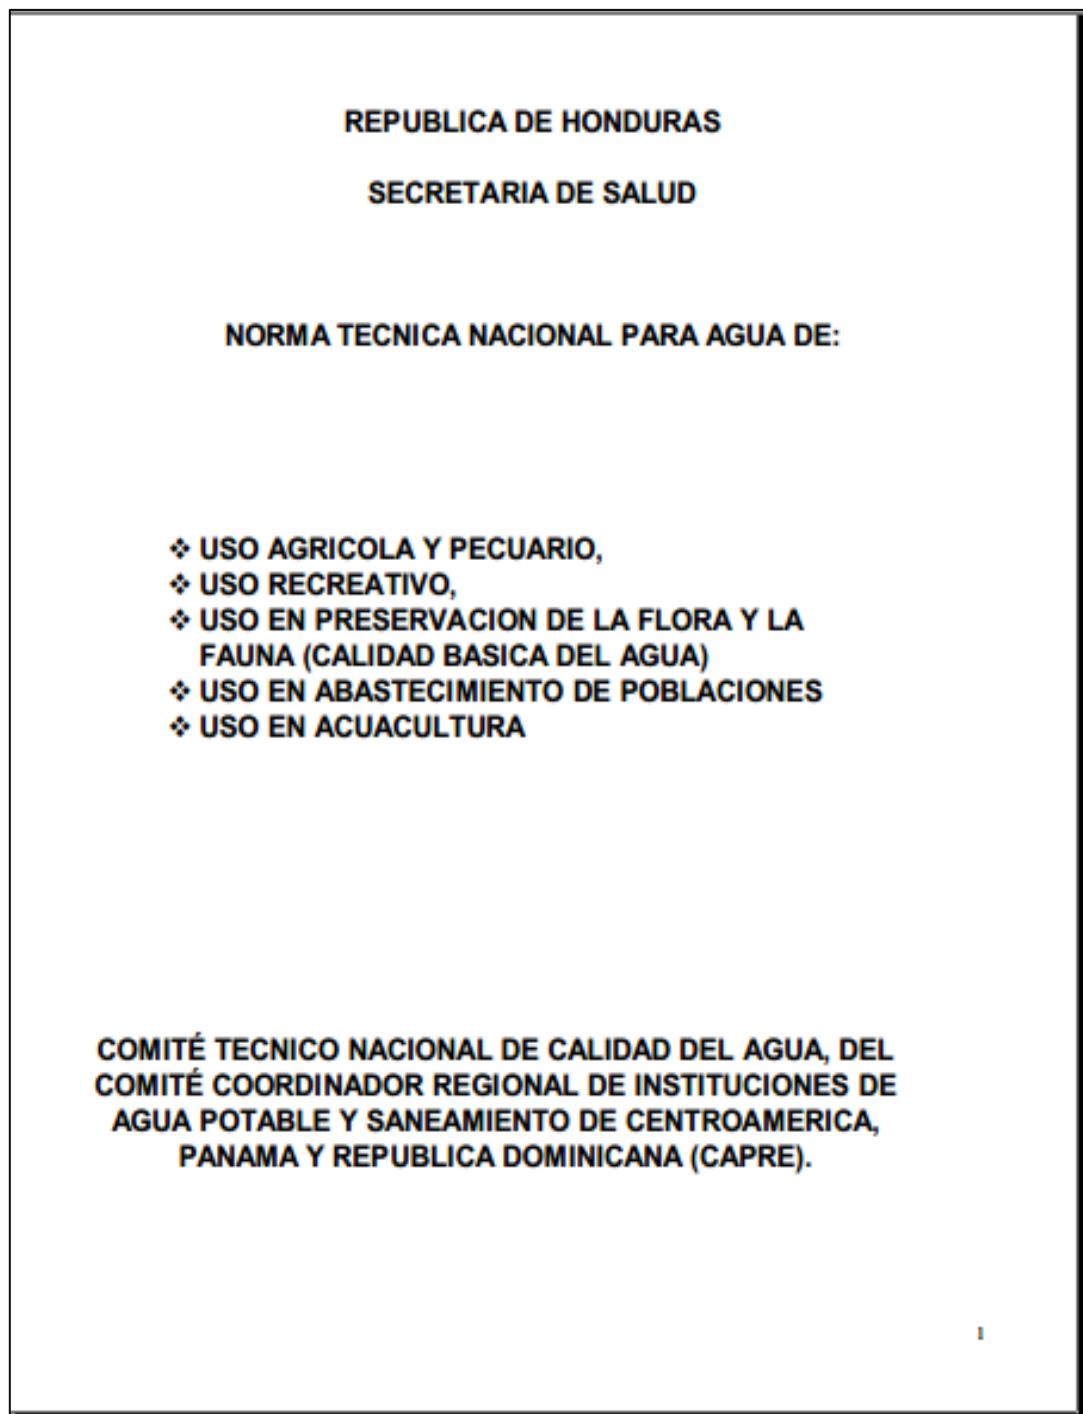 REPUBLICA DE HONDURAS
SECRETARIA DE SALUD
NORMA TECNICA NACIONAL PARA AGUA DE:
❖ USO AGRICOLA Y PECUARIO,
❖ USO RECREATIVO,
❖ USO EN PRESERVACION DE LA FLORA Y LA
FAUNA (CALIDAD BASICA DEL AGUA)
❖ USO EN ABASTECIMIENTO DE POBLACIONES
❖ USO EN ACUACULTURA
COMITÉ TECNICO NACIONAL DE CALIDAD DEL AGUA, DEL
COMITÉ COORDINADOR REGIONAL DE INSTITUCIONES DE
AGUA POTABLE Y SANEAMIENTO DE CENTROAMERICA,
PANAMA Y REPUBLICA DOMINICANA (CAPRE).
1